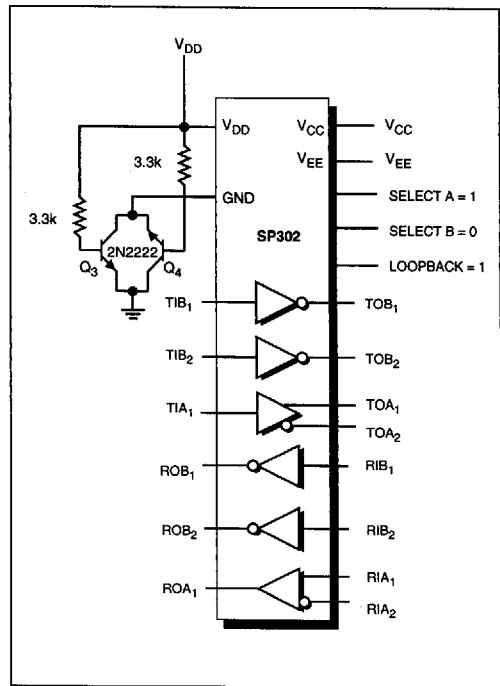 VDD
VDD
VCC
VCC
3.3k
VEE
VEE
GND
SELECT A = 1
3.3k
SP302
SELECT B = 0
2N2222
Q3
Q4
LOOPBACK = 1
TIB1
TOB1
TIB2
TOB2
TIA1
TOA1
TOA2
ROB1
RIB1
ROB2
RIB2
ROA1
RIA1
RIA2